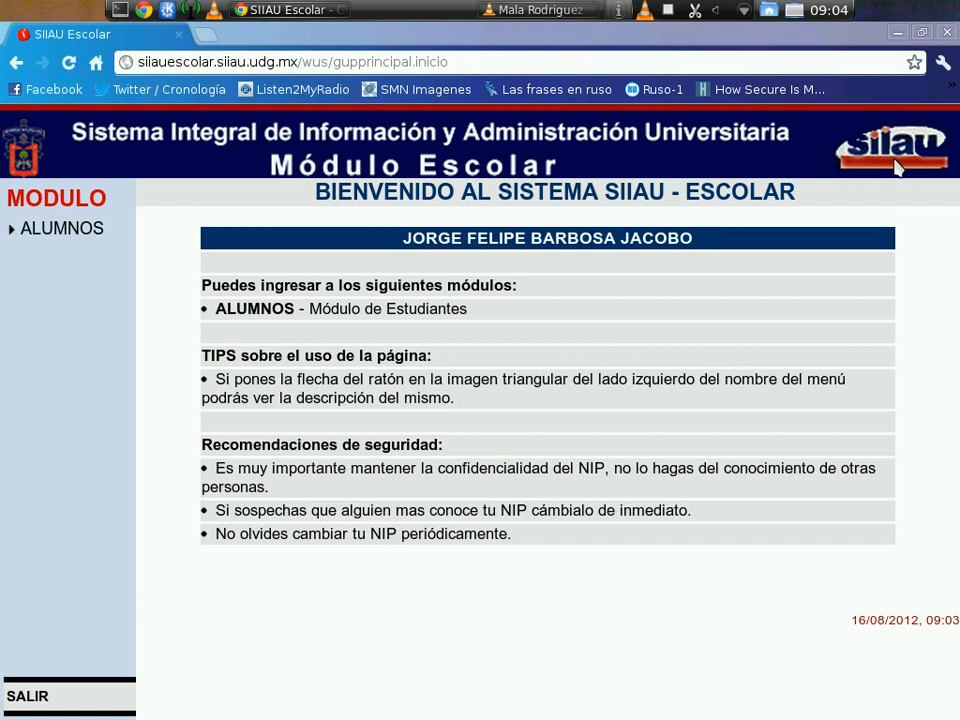 SIIAU Escolar - C
Mala Rodriguez
09:04
SIIAU Escolar
siiauescolar.siiau.udg.mx/wus/gupprincipal.inicio
Facebook
Twitter / Cronología
Listen2MyRadio
SMN Imagenes
Las frases en ruso
RU
Ruso-1
H
How Secure Is M...
»
Sistema Integral de Información y Administración Universitaria
Módulo Escolar
siiau
MODULO
ALUMNOS
BIENVENIDO AL SISTEMA SIIAU - ESCOLAR
JORGE FELIPE BARBOSA JACOBO
Puedes ingresar a los siguientes módulos:
• ALUMNOS - Módulo de Estudiantes
TIPS sobre el uso de la página:
• Si pones la flecha del ratón en la imagen triangular del lado izquierdo del nombre del menú
podrás ver la descripción del mismo.
Recomendaciones de seguridad:
• Es muy importante mantener la confidencialidad del NIP, no lo hagas del conocimiento de otras
personas.
• Si sospechas que alguien mas conoce tu NIP cámbialo de inmediato.
• No olvides cambiar tu NIP periódicamente.
16/08/2012, 09:03
SALIR